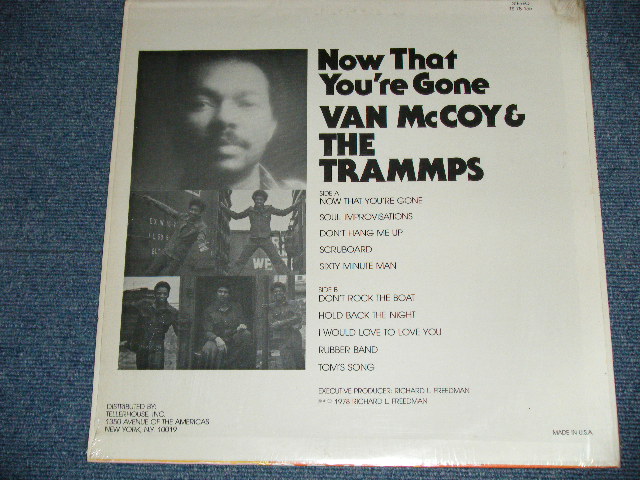 Now That
You're Gone
VAN McCOY &
THE
TRAMMPS
SIDE A
NOW THAT YOU'RE GONE
SOUL IMPROVISATIONS
DON'T HANG ME UP
SCRUBOARD
SIXTY MINUTE MAN
SIDE B
DON'T ROCK THE BOAT
HOLD BACK THE NIGHT
I WOULD LOVE TO LOVE YOU
RUBBER BAND
TOM'S SONG
EXECUTIVE PRODUCER: RICHARD L. FREEDMAN
1978 RICHARD L. FREEDMAN
DISTRIBUTED BY:
TELLERHOUSE, INC.
1350 AVENUE OF THE AMERICAS
NEW YORK, N.Y. 10019
MADE IN U.S.A.